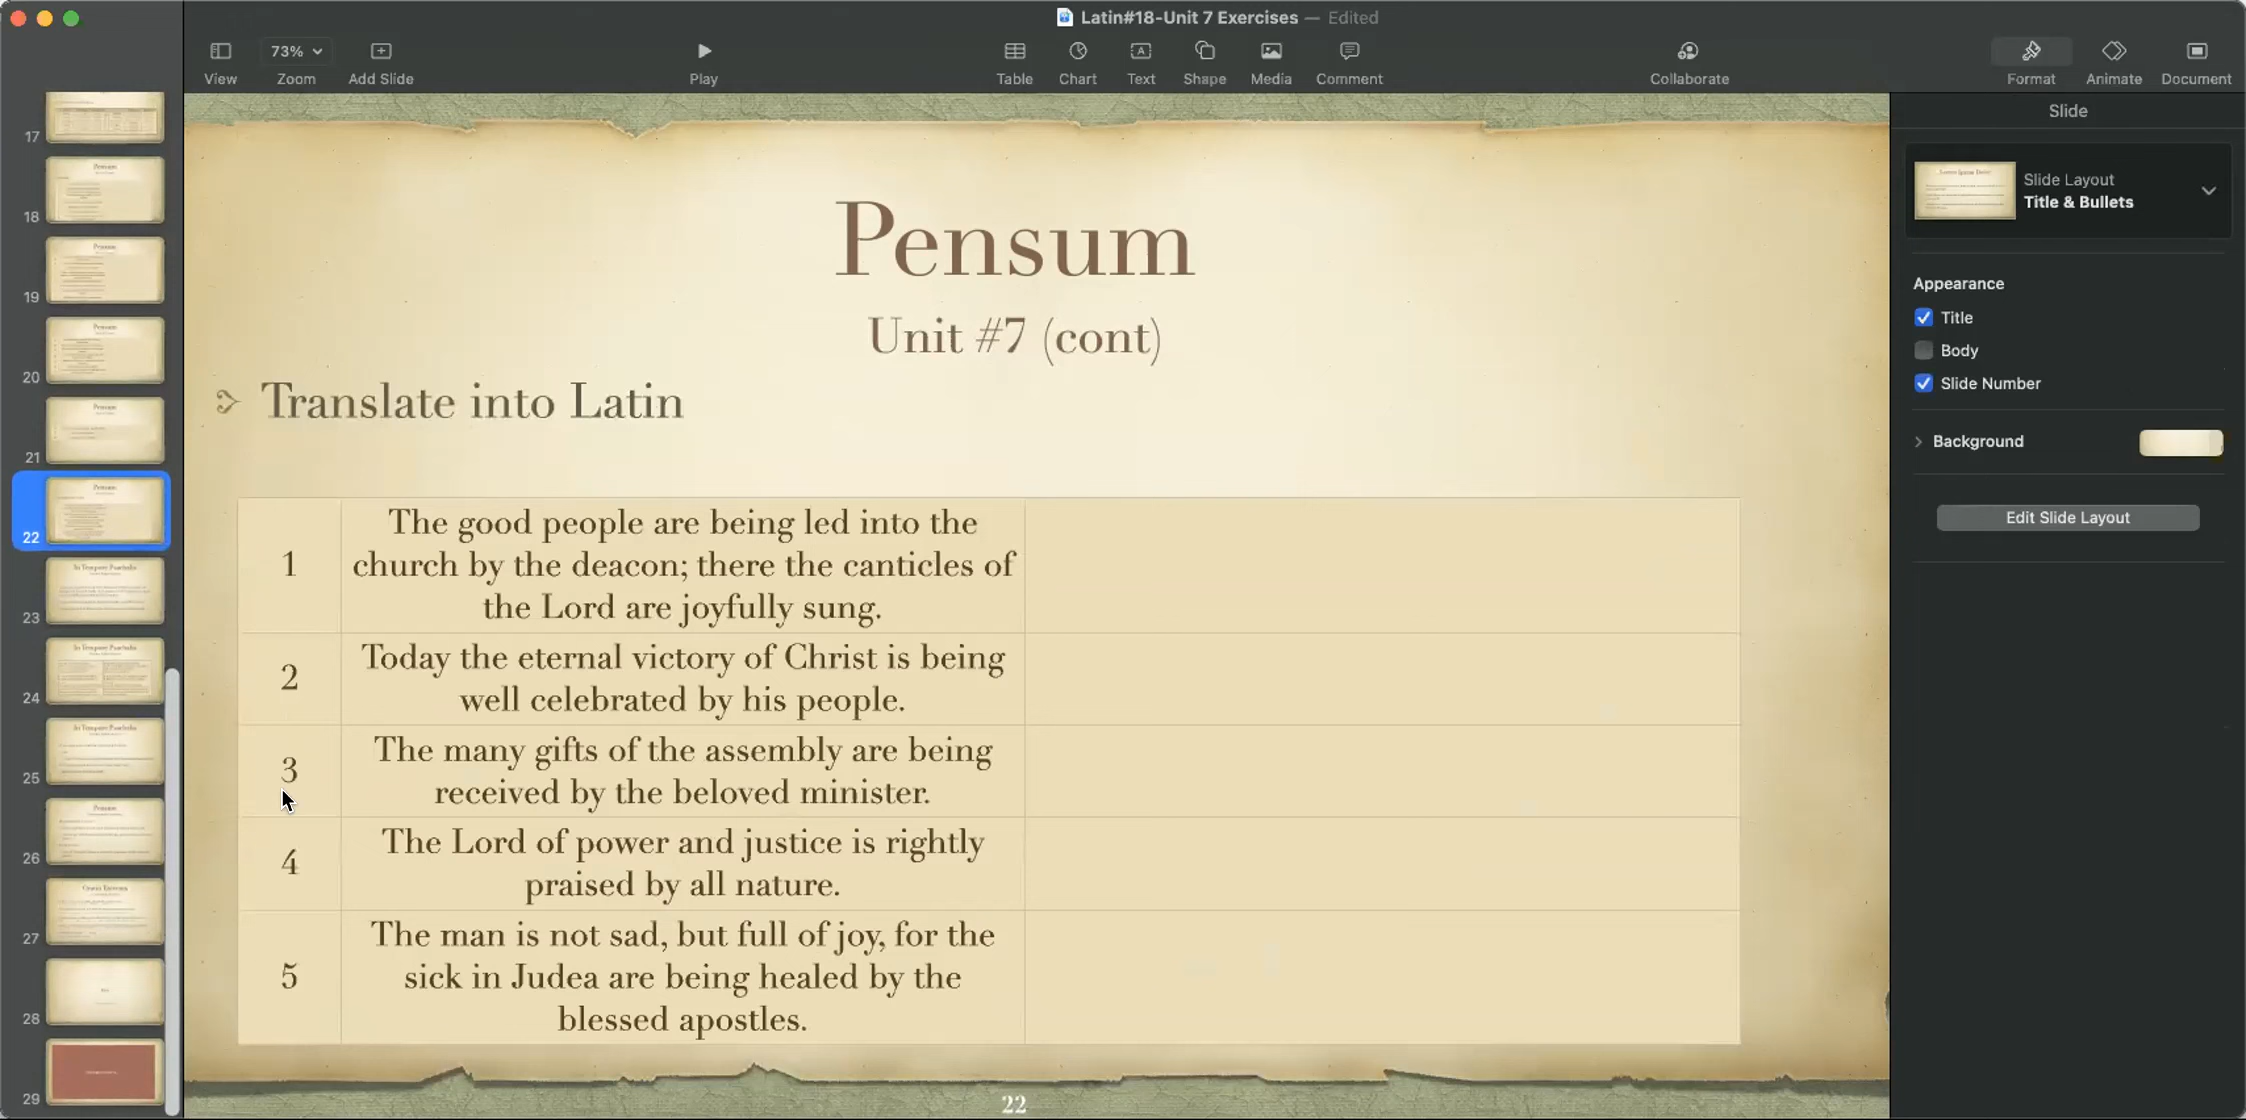 Latin#18-Unit 7 Exercises — Edited
73%
View
Zoom
Add Slide
Play
Table
Chart
Text
Shape
Media
Comment
Collaborate
Format
Animate
Document
17
18
19
20
21
22
23
24
25
26
27
28
29
Pensum
Unit #7 (cont)
Translate into Latin
1
The good people are being led into the
church by the deacon; there the canticles of
the Lord are joyfully sung.
2
Today the eternal victory of Christ is being
well celebrated by his people.
3
The many gifts of the assembly are being
received by the beloved minister.
4
The Lord of power and justice is rightly
praised by all nature.
5
The man is not sad, but full of joy, for the
sick in Judea are being healed by the
blessed apostles.
22
Slide
Slide Layout
Title & Bullets
Appearance
Title
Body
Slide Number
Background
Edit Slide Layout